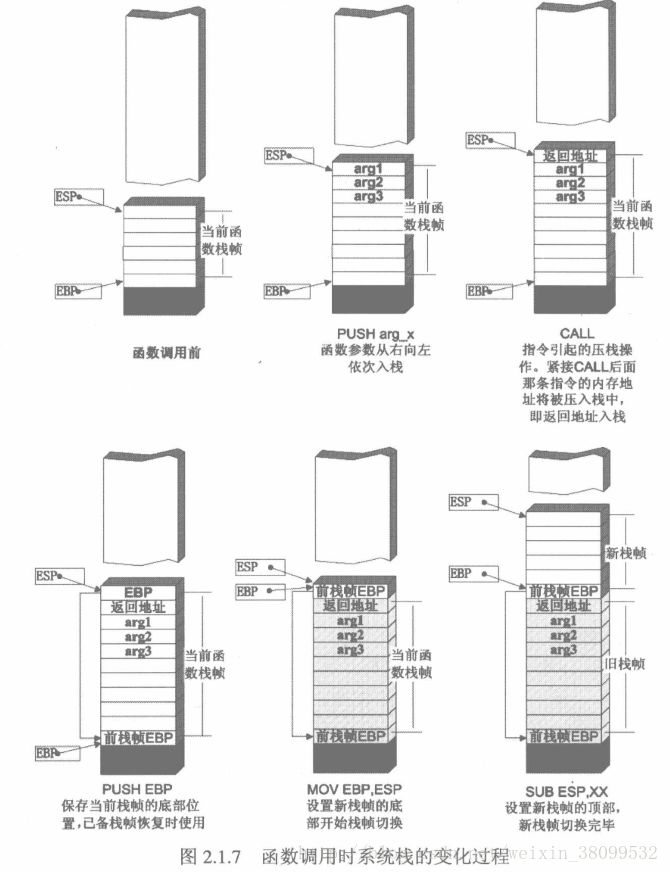 ESP
当前函
数栈帧
EBP
函数调用前
ESP
arg1
arg2
arg3
当前函
数栈帧
EBP
PUSH arg_x
函数参数从右向左
依次入栈
ESP
返回地址
arg1
arg2
arg3
当前函
数栈帧
EBP
CALL
指令引起的压栈操
作。紧接CALL后面
那条指令的内存地
址将被压入栈中，
即返回地址入栈
ESP
EBP
返回地址
arg1
arg2
arg3
当前函
数栈帧
前栈帧EBP
EBP
PUSH EBP
保存当前栈帧的底部位
置，已备栈帧恢复时使用
ESP
EBP
前栈帧EBP
返回地址
arg1
arg2
arg3
当前函
数栈帧
前栈帧EBP
MOV EBP,ESP
设置新栈帧的底
部开始栈帧切换
ESP
新栈帧
EBP
前栈帧EBP
返回地址
arg1
arg2
arg3
旧栈帧
前栈帧EBP
SUB ESP,XX
设置新栈帧的顶部，
新栈帧切换完毕
图 2.1.7 函数调用时系统栈的变化过程
weixin_38099532